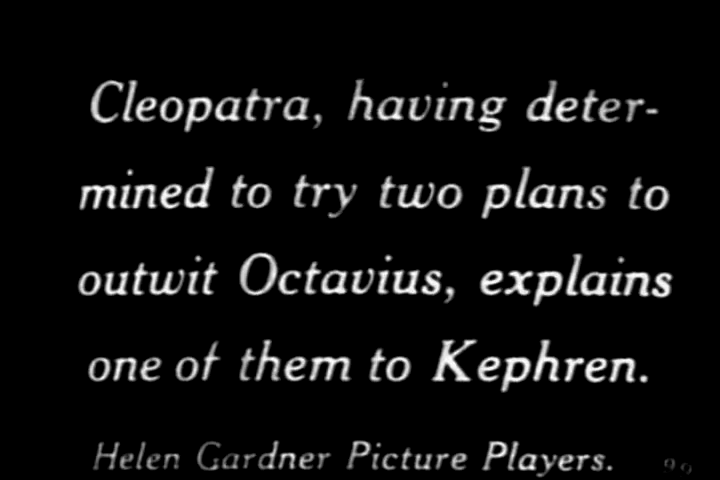 Cleopatra, having deter-
mined to try two plans to
outwit Octavius, explains
one of them to Kephren.
Helen Gardner Picture Players.
99